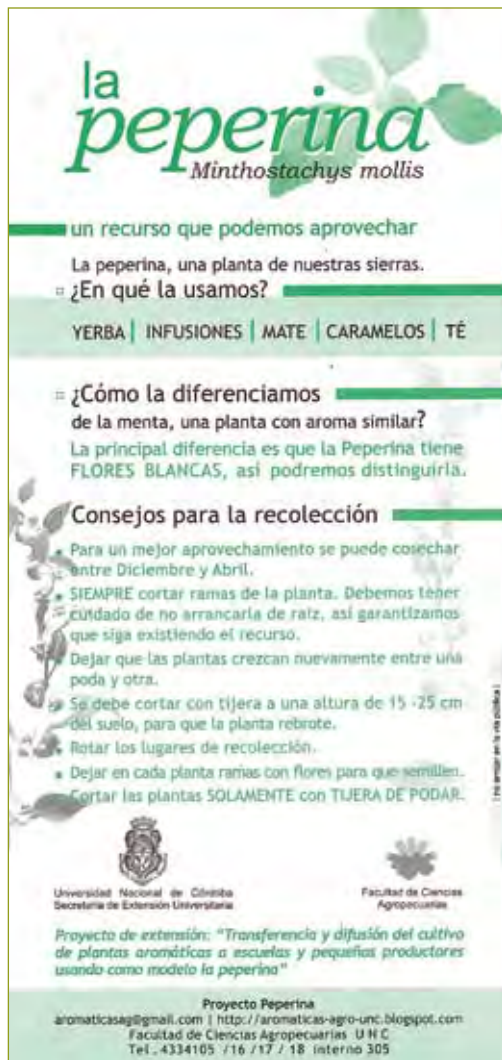 la
peperina
Minthostachys mollis
un recurso que podemos aprovechar
La peperina, una planta de nuestras sierras.
¿En qué la usamos?
YERBA | INFUSIONES | MATE | CARAMELOS | TÉ
¿Cómo la diferenciamos
de la menta, una planta con aroma similar?
La principal diferencia es que la Peperina tiene
FLORES BLANCAS, así podremos distinguirla.
Consejos para la recolección
Para un mejor aprovechamiento se puede cosechar
entre Diciembre y Abril.
SIEMPRE cortar ramas de la planta. Debemos tener
cuidado de no arrancarla de raíz, así garantizamos
que siga existiendo el recurso.
Dejar que las plantas crezcan nuevamente entre una
poda y otra.
Se debe cortar con tijera a una altura de 15 -25 cm
del suelo, para que la planta rebrote.
Rotar los lugares de recolección.
Dejar en cada planta ramas con flores para que semillen.
Cortar las plantas SOLAMENTE con TIJERA DE PODAR.
| no arrojar en la vía pública |
Universidad Nacional de Córdoba
Secretaría de Extensión Universitaria
Facultad de Ciencias
Agropecuarias
Proyecto de extensión: "Transferencia y difusión del cultivo
de plantas aromáticas a escuelas y pequeños productores
usando como modelo la peperina"
Proyecto Peperina
aromaticasag@gmail.com | http://aromaticas-agro-unc.blogspot.com
Facultad de Ciencias Agropecuarias U N C
Tel. 4334105 /16 /17 / 18 interno 305